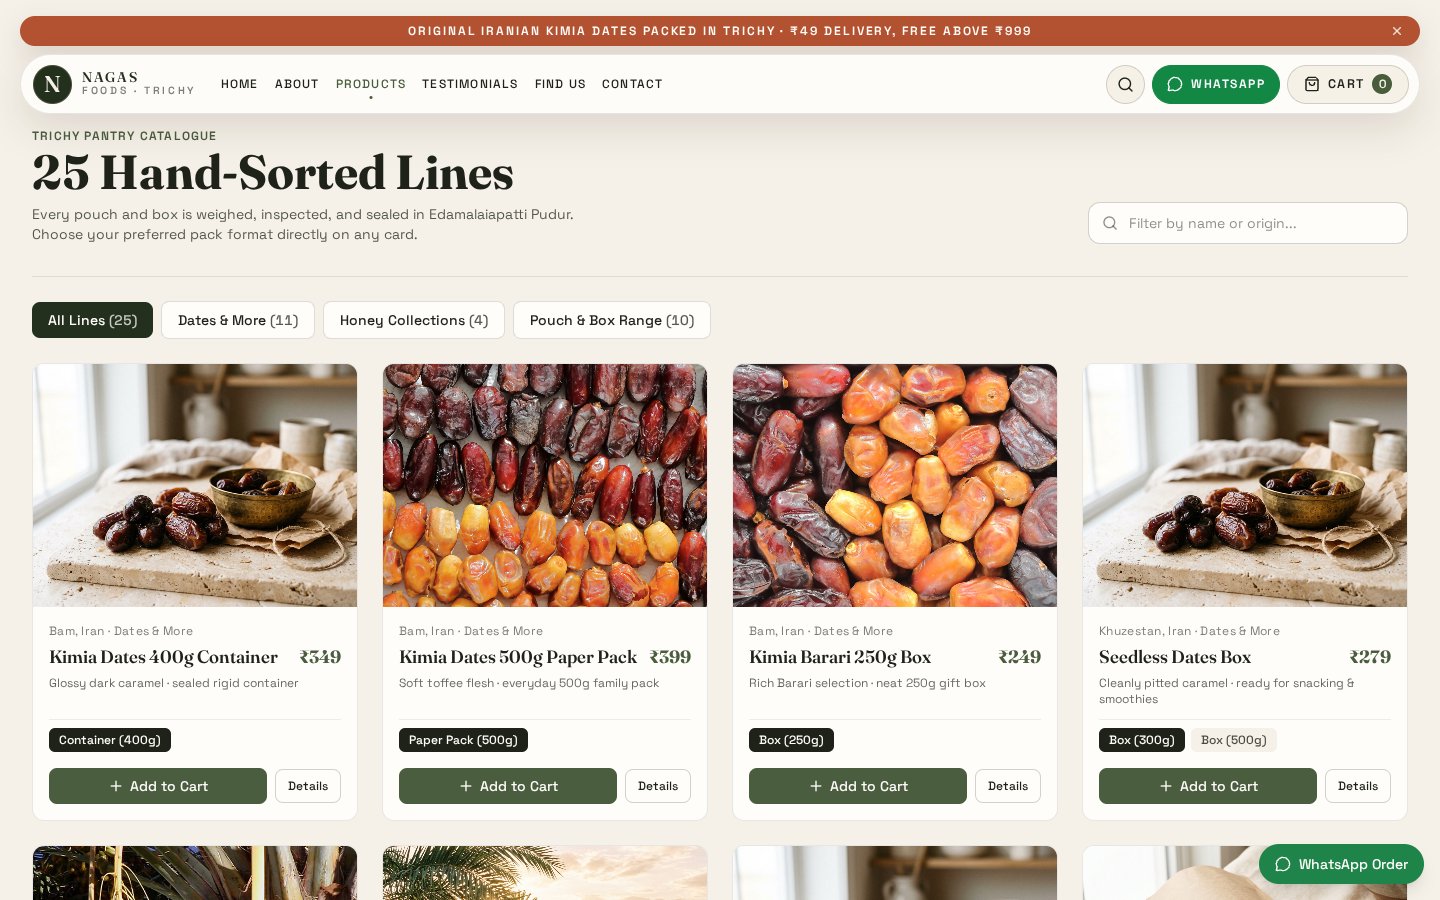 ORIGINAL IRANIAN KIMIA DATES PACKED IN TRICHY · ₹49 DELIVERY, FREE ABOVE ₹999
N
NAGAS
FOODS · TRICHY
HOME
ABOUT
PRODUCTS
TESTIMONIALS
FIND US
CONTACT
WHATSAPP
CART 0
TRICHY PANTRY CATALOGUE
25 Hand-Sorted Lines
Every pouch and box is weighed, inspected, and sealed in Edamalaipatti Pudur.
Choose your preferred pack format directly on any card.
Filter by name or origin...
All Lines (25)
Dates & More (11)
Honey Collections (4)
Pouch & Box Range (10)
Bam, Iran · Dates & More
Kimia Dates 400g Container ₹349
Glossy dark caramel · sealed rigid container
Container (400g)
Add to Cart
Details
Bam, Iran · Dates & More
Kimia Dates 500g Paper Pack ₹399
Soft toffee flesh · everyday 500g family pack
Paper Pack (500g)
Add to Cart
Details
Bam, Iran · Dates & More
Kimia Barari 250g Box ₹249
Rich Barari selection · neat 250g gift box
Box (250g)
Add to Cart
Details
Khuzestan, Iran · Dates & More
Seedless Dates Box ₹279
Cleanly pitted caramel · ready for snacking &
smoothies
Box (300g)
Box (500g)
Add to Cart
Details
WhatsApp Order